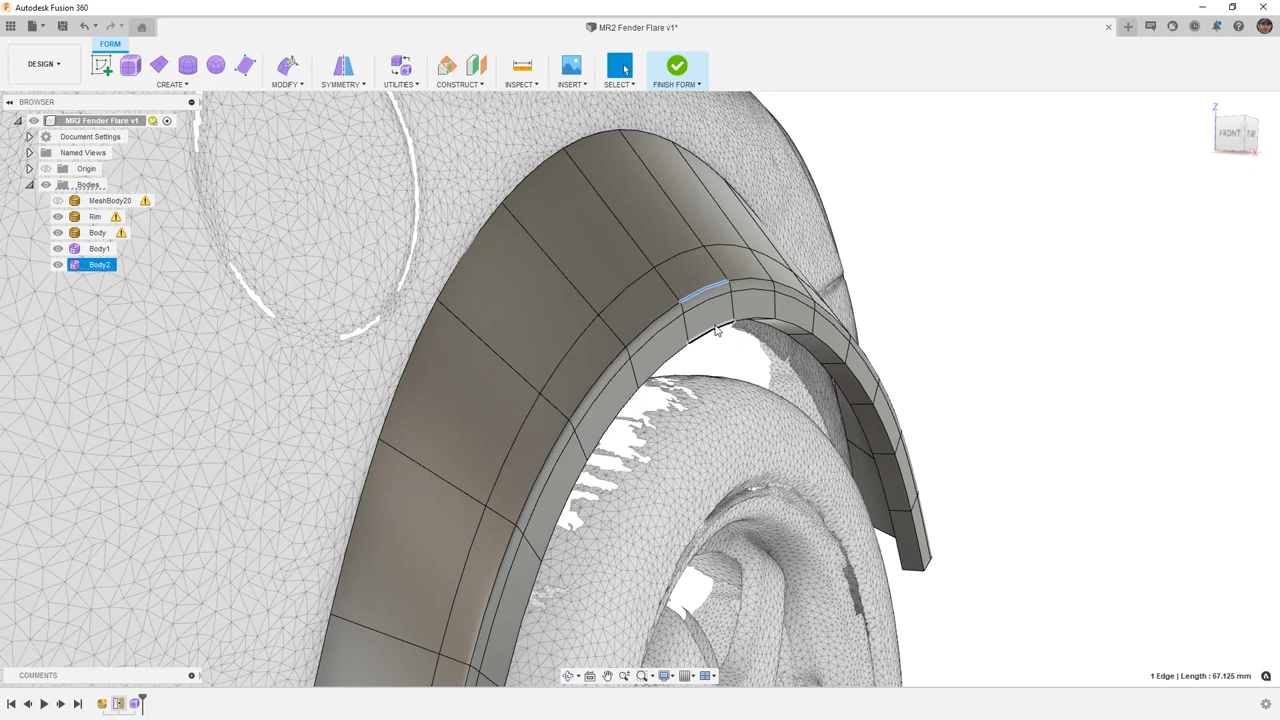 Autodesk Fusion 360
MR2 Fender Flare v1*
FORM
DESIGN
CREATE
MODIFY
SYMMETRY
UTILITIES
CONSTRUCT
INSPECT
INSERT
SELECT
FINISH FORM
BROWSER
MR2 Fender Flare v1
Document Settings
Named Views
Origin
Bodies
MeshBody20
Rim
Body
Body1
Body2
Z
FRONT
X
COMMENTS
1 Edge | Length : 67.125 mm